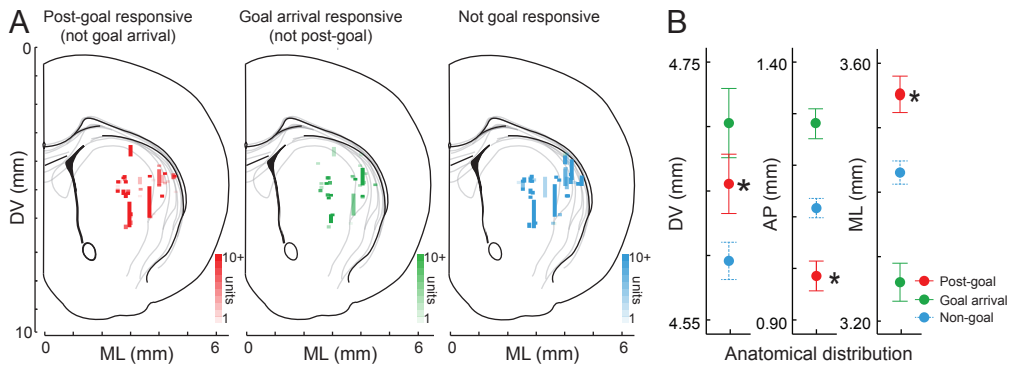 A
Post-goal responsive
(not goal arrival)
Goal arrival responsive
(not post-goal)
Not goal responsive
0
DV (mm)
10
10+
units
1
10+
units
1
10+
units
1
0
6
0
6
0
6
ML (mm)
ML (mm)
ML (mm)
B
4.75
DV (mm)
4.55
*
1.40
AP (mm)
0.90
*
3.60
ML (mm)
3.20
*
Post-goal
Goal arrival
Non-goal
Anatomical distribution